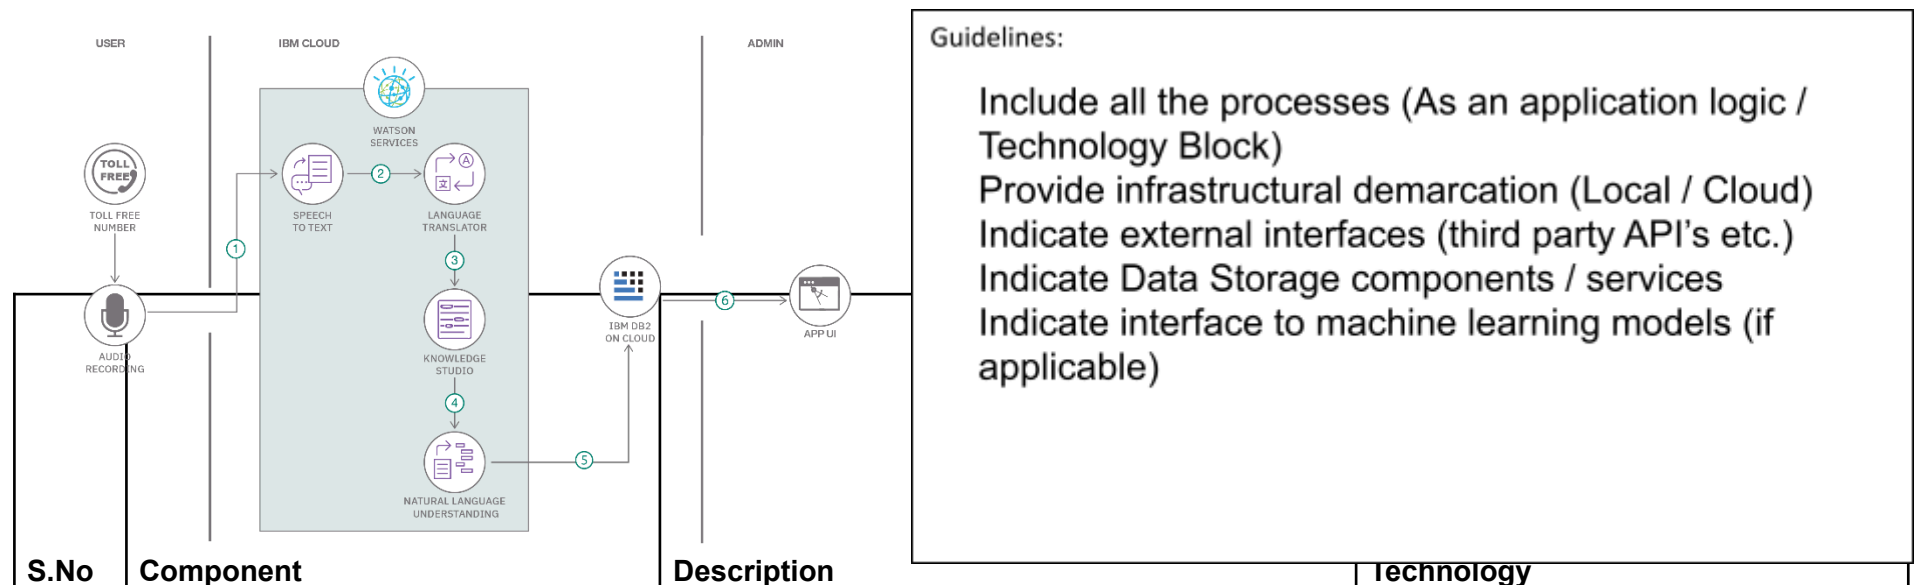 USER
IBM CLOUD
ADMIN
WATSON
SERVICES
TOLL
FREE
TOLL FREE
NUMBER
SPEECH
TO TEXT
2
A
文
LANGUAGE
TRANSLATOR
1
3
AUDIO
RECORDING
KNOWLEDGE
STUDIO
4
NATURAL LANGUAGE
UNDERSTANDING
5
IBM DB2
ON CLOUD
6
APP UI
Guidelines:
Include all the processes (As an application logic /
Technology Block)
Provide infrastructural demarcation (Local / Cloud)
Indicate external interfaces (third party API's etc.)
Indicate Data Storage components / services
Indicate interface to machine learning models (if
applicable)
S.No Component Description Technology